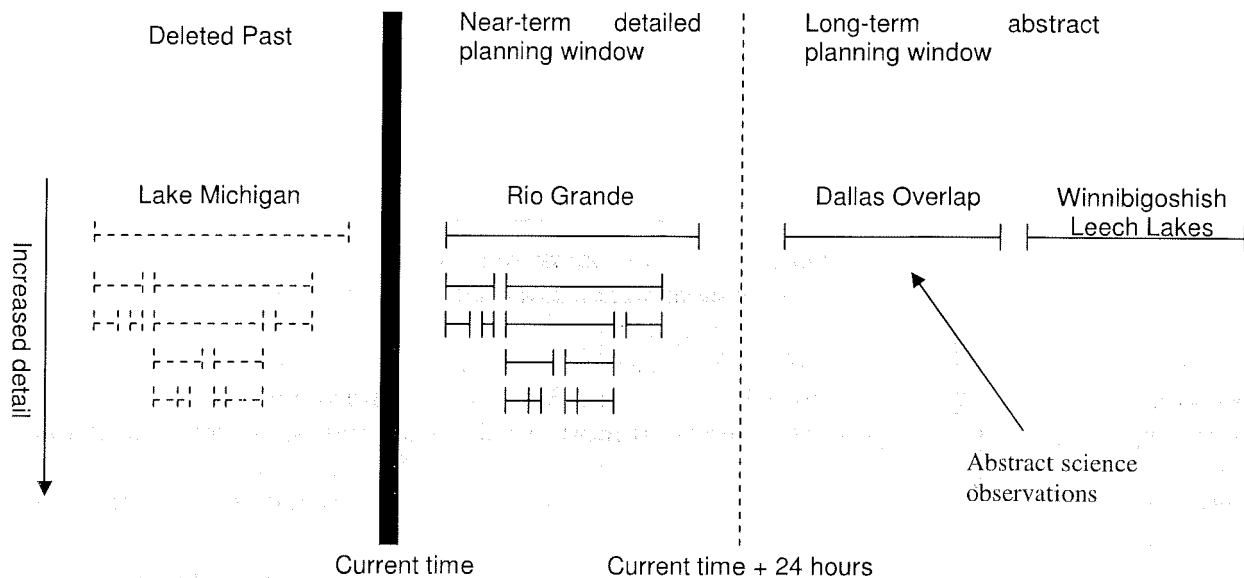 Deleted Past
Near-term detailed
planning window
Long-term abstract
planning window
Lake Michigan
Rio Grande
Dallas Overlap
Winnibigoshish
Leech Lakes
Increased detail
Abstract science
observations
Current time
Current time + 24 hours